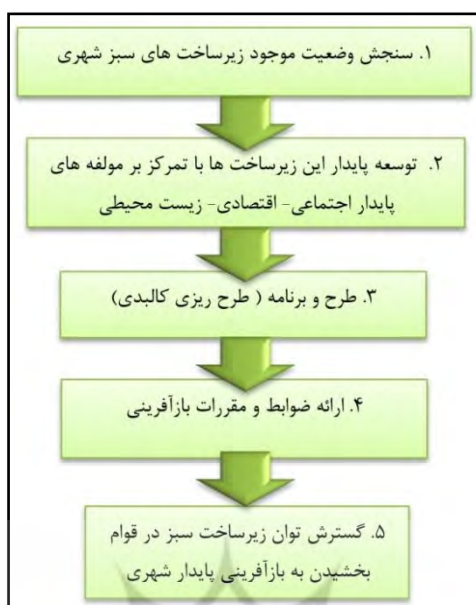 ۱. سنجش وضعیت موجود زیرساخت های سبز شهری
۲. توسعه پایدار این زیرساخت ها با تمرکز بر مولفه های
پایدار اجتماعی- اقتصادی- زیست محیطی
۳. طرح و برنامه ( طرح ریزی کالبدی)
۴. ارائه ضوابط و مقررات بازآفرینی
۵. گسترش توان زیرساخت سبز در قوام
بخشیدن به بازآفرینی پایدار شهری